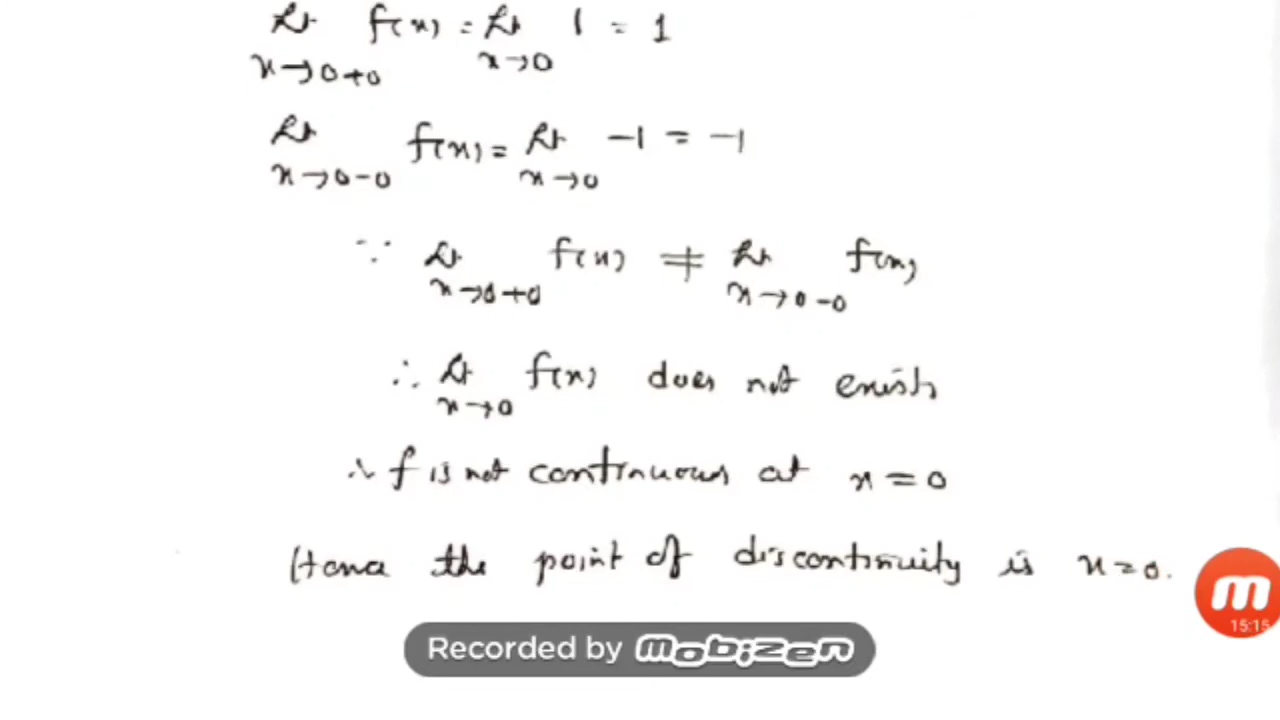 Lt f(x) = Lt 1 = 1
x→0+0 x→0
Lt f(x) = Lt -1 = -1
x→0-0 x→0
∵ Lt f(x) ≠ Lt f(x)
x→0+0 x→0-0
∴ Lt f(x) does not exist
x→0
∴ f is not continuous at x = 0
Hence the point of discontinuity is x = 0.
m
15:15
Recorded by mobizen